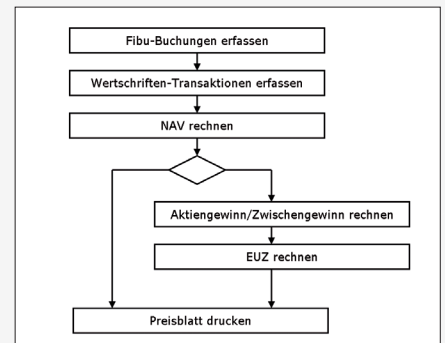 Fibu-Buchungen erfassen
Wertschriften-Transaktionen erfassen
NAV rechnen
Aktiengewinn/Zwischengewinn rechnen
EUZ rechnen
Preisblatt drucken